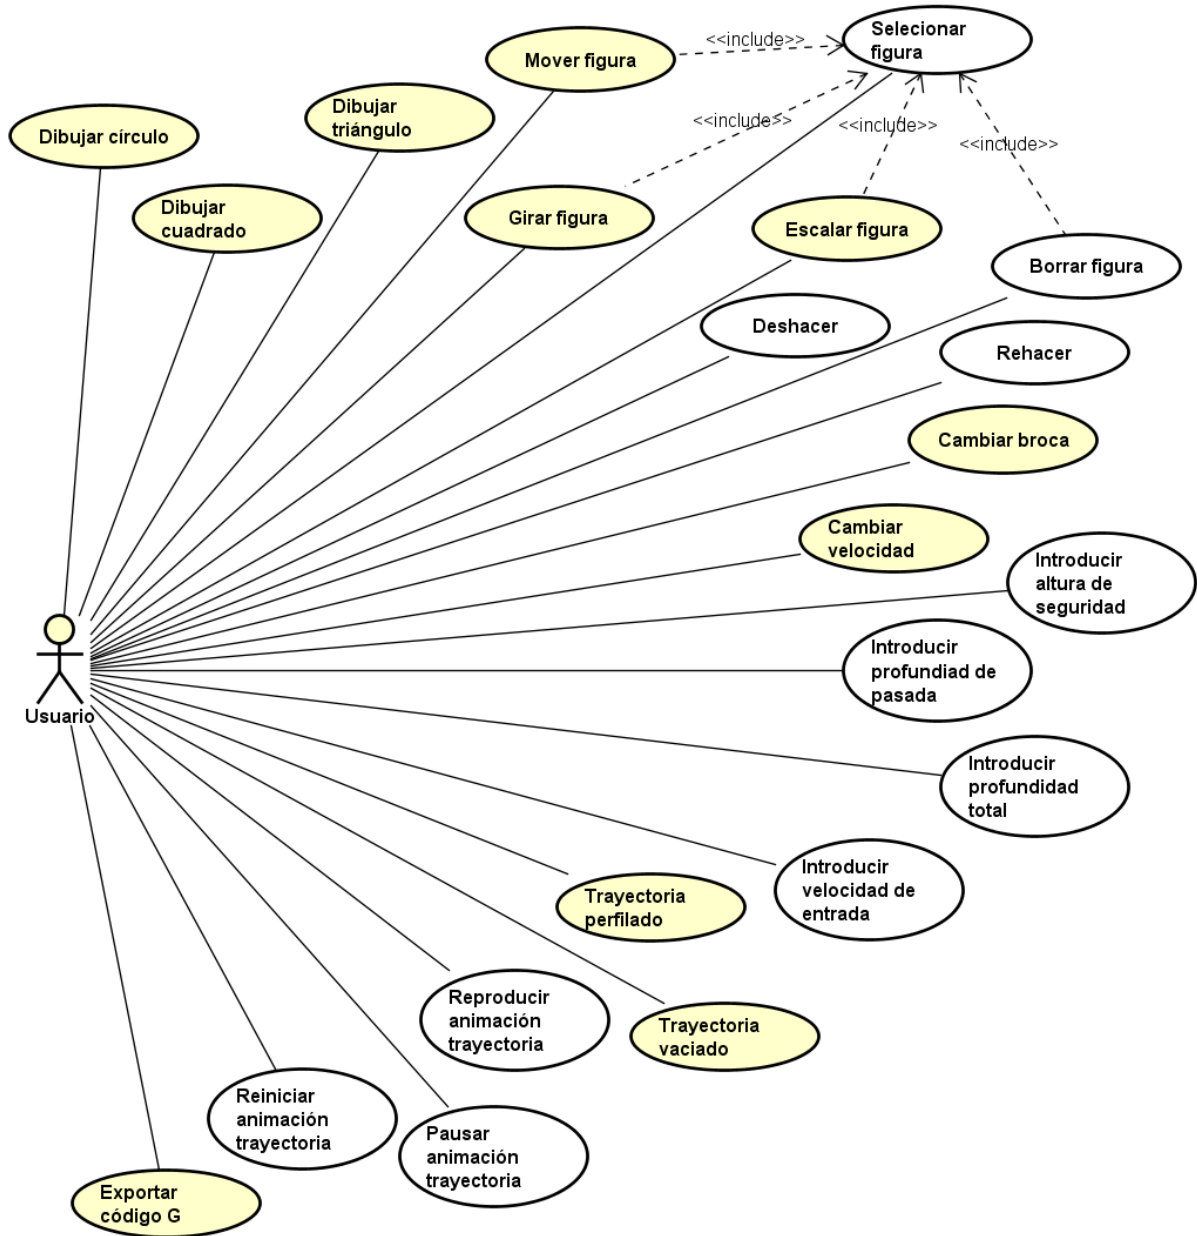 Selecionar
figura
<<include>>
Mover figura
Dibujar
triángulo
Dibujar círculo
<<include>>
<<include>>
<<include>>
Dibujar
cuadrado
Girar figura
Escalar figura
Borrar figura
Deshacer
Rehacer
Cambiar broca
Cambiar
velocidad
Introducir
altura de
seguridad
Introducir
profundiad de
pasada
Usuario
Introducir
profundidad
total
Introducir
velocidad de
entrada
Trayectoria
perfilado
Reproducir
animación
trayectoria
Trayectoria
vaciado
Reiniciar
animación
trayectoria
Pausar
animación
trayectoria
Exportar
código G